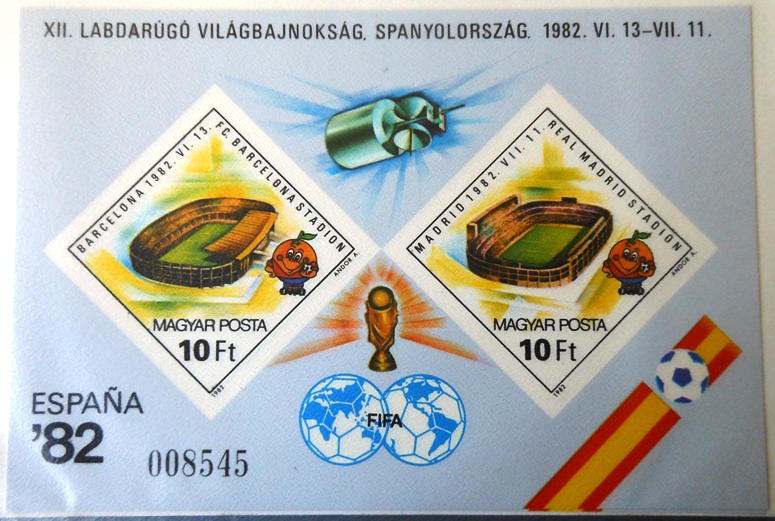 XII. LABDARÚGÓ VILÁGBAJNOKSÁG, SPANYOLORSZÁG. 1982. VI. 13–VII. 11.
BARCELONA 1982. VI. 13.
FC. BARCELONA STADION
ANDOR A.
MAGYAR POSTA
10 Ft
1982
MADRID 1982. VII. 11.
REAL MADRID STADION
ANDOR A.
MAGYAR POSTA
10 Ft
1982
FIFA
ESPAÑA
'82
008545